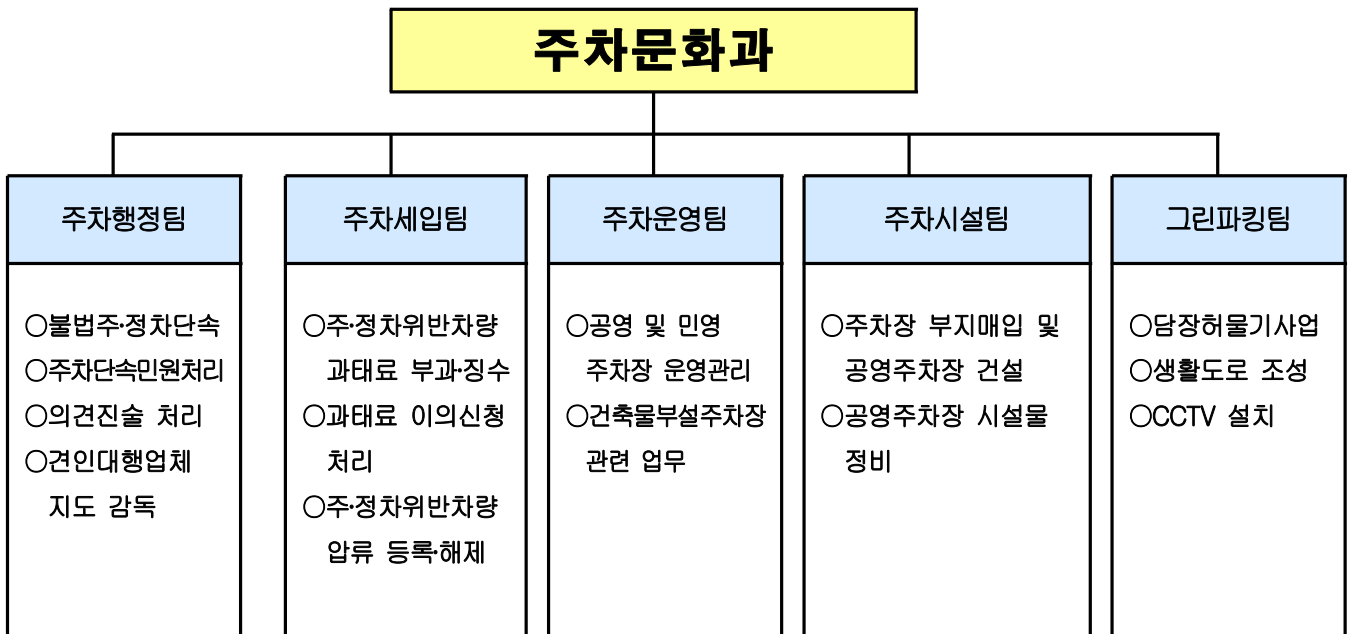 주차문화과
주차행정팀
○불법주·정차단속
○주차단속민원처리
○의견진술 처리
○견인대행업체
지도 감독
주차세입팀
○주·정차위반차량
과태료 부과·징수
○과태료 이의신청
처리
○주·정차위반차량
압류 등록·해제
주차운영팀
○공영 및 민영
주차장 운영관리
○건축물부설주차장
관련 업무
주차시설팀
○주차장 부지매입 및
공영주차장 건설
○공영주차장 시설물
정비
그린파킹팀
○담장허물기사업
○생활도로 조성
○CCTV 설치